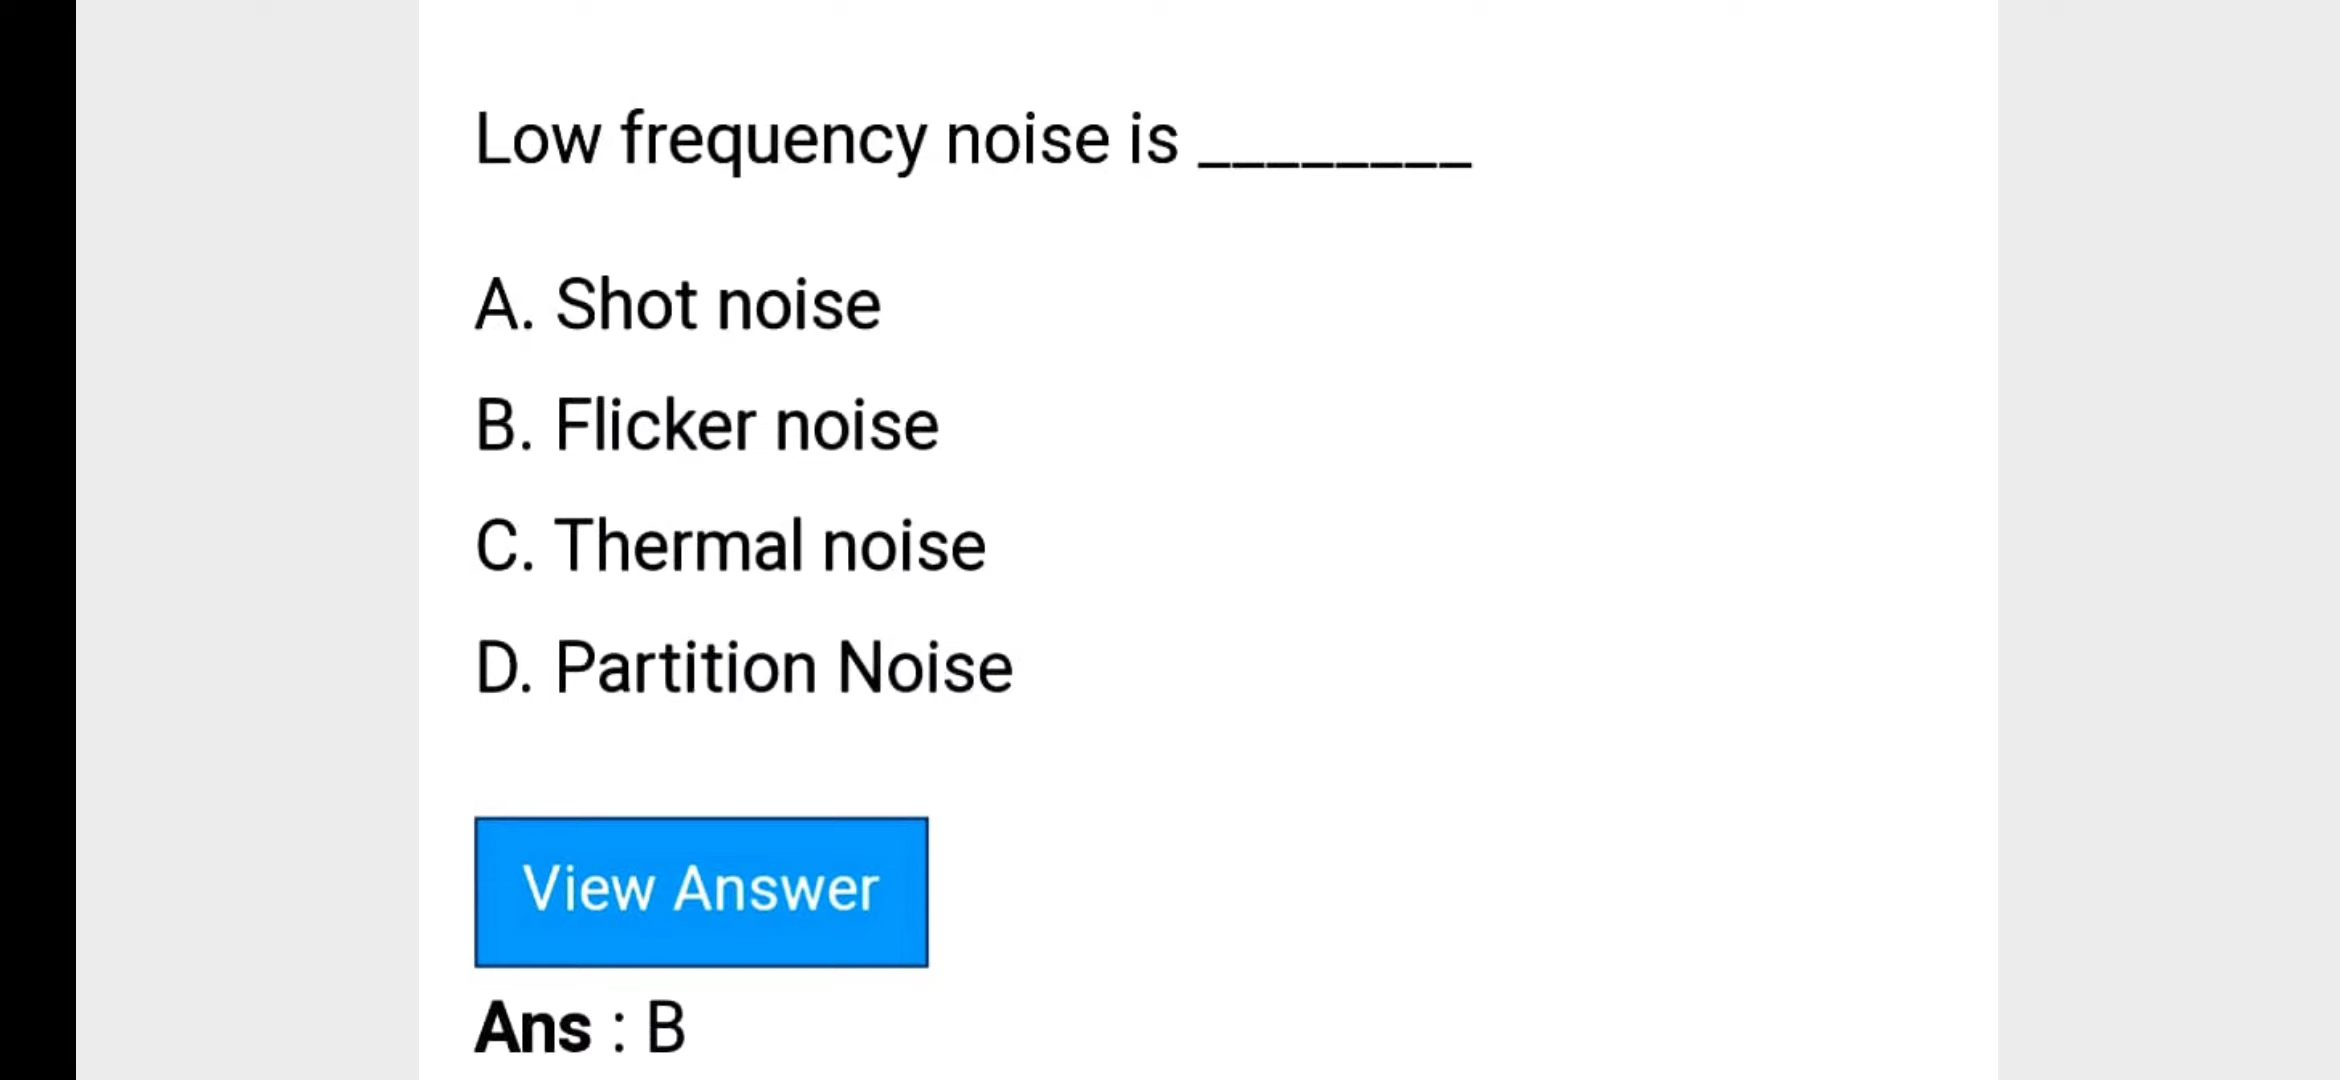 Low frequency noise is ________
A. Shot noise
B. Flicker noise
C. Thermal noise
D. Partition Noise
View Answer
Ans : B